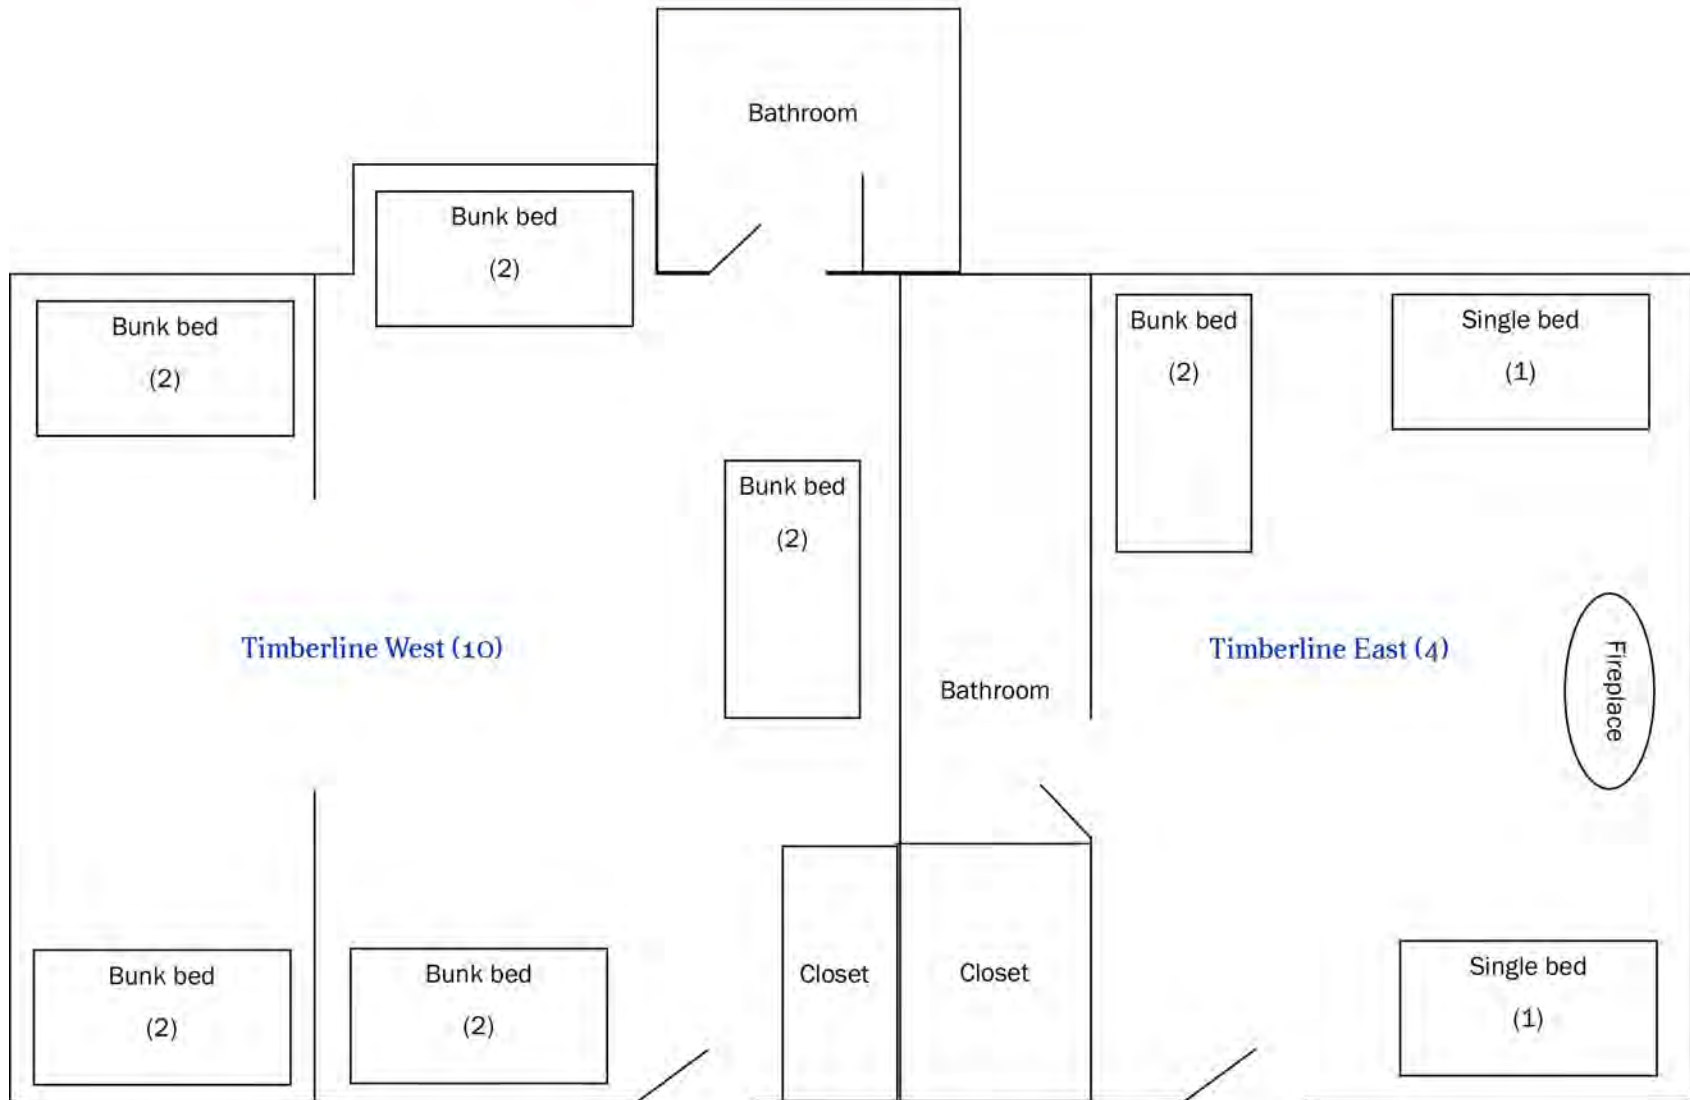 Bathroom
Bunk bed
(2)
Bunk bed
(2)
Bunk bed
(2)
Single bed
(1)
Bunk bed
(2)
Timberline West (10)
Timberline East (4)
Fireplace
Bathroom
Bunk bed
(2)
Bunk bed
(2)
Closet
Closet
Single bed
(1)